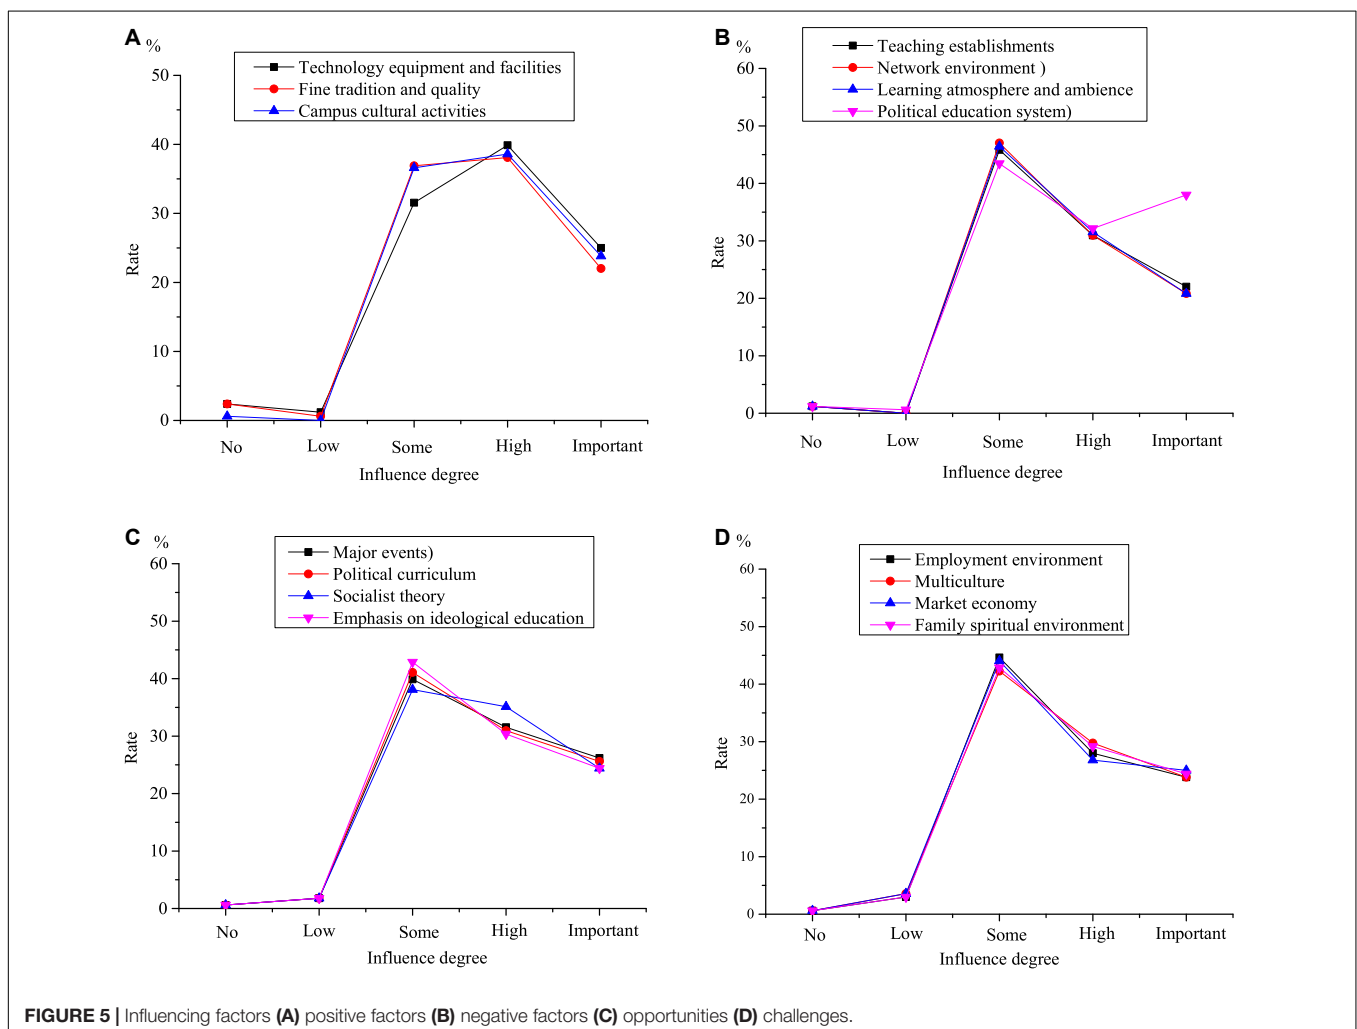 A
%
Technology equipment and facilities
Fine tradition and quality
Campus cultural activities
50
40
30
20
10
0
Rate
No
Low
Some
High
Important
Influence degree
B
%
Teaching establishments
Network environment )
Learning atmosphere and ambience
Political education system)
60
50
40
30
20
10
0
Rate
No
Low
Some
High
Important
Influence degree
C
%
Major events)
Political curriculum
Socialist theory
Emphasis on ideological education
60
50
40
30
20
10
0
Rate
No
Low
Some
High
Important
Influence degree
D
%
Employment environment
Multiculture
Market economy
Family spiritual environment
60
50
40
30
20
10
0
Rate
No
Low
Some
High
Important
Influence degree
FIGURE 5 | Influencing factors (A) positive factors (B) negative factors (C) opportunities (D) challenges.